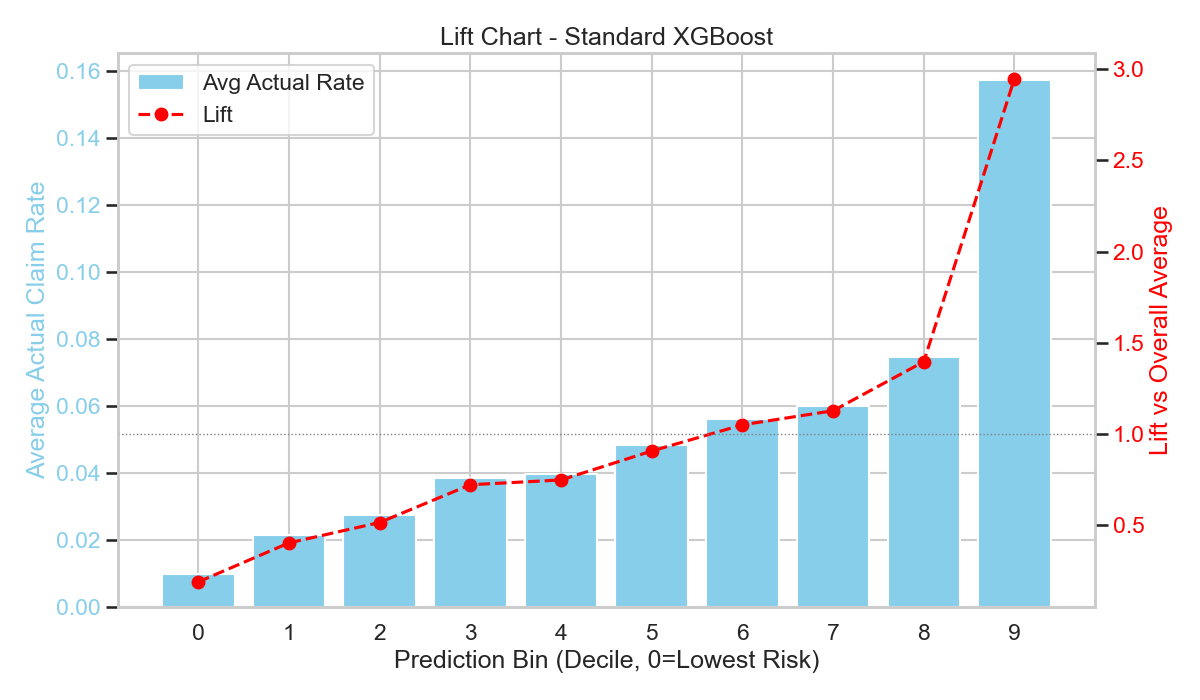 Lift Chart - Standard XGBoost
Avg Actual Rate
Lift
Average Actual Claim Rate
0.16
0.14
0.12
0.10
0.08
0.06
0.04
0.02
0.00
3.0
2.5
2.0
1.5
1.0
0.5
Lift vs Overall Average
0 1 2 3 4 5 6 7 8 9
Prediction Bin (Decile, 0=Lowest Risk)